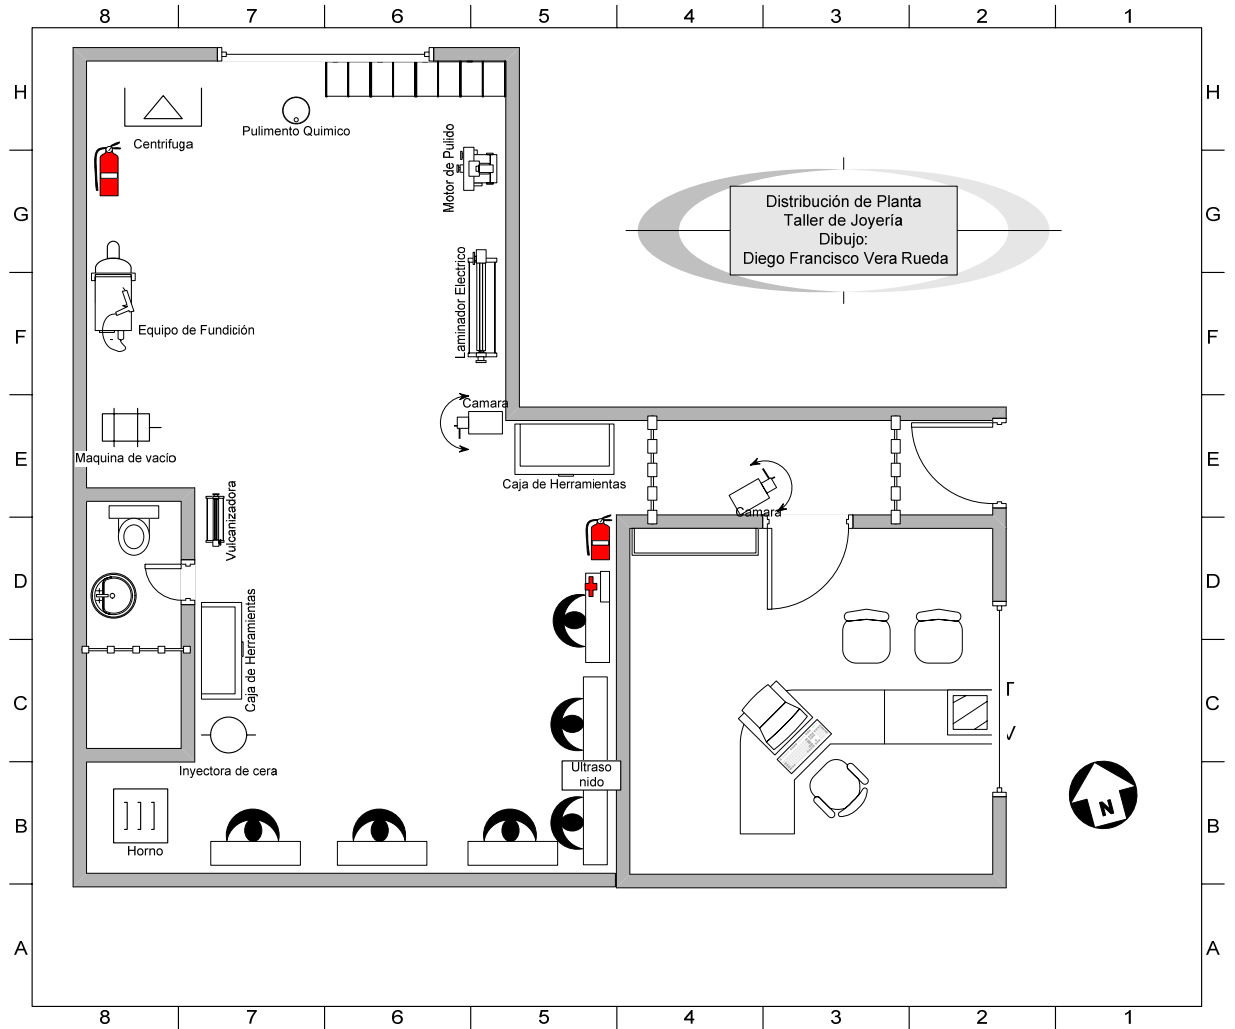 8 7 6 5 4 3 2 1
H H
Pulimento Quimico
Centrifuga
Motor de Pulido
G G
Distribución de Planta
Taller de Joyería
Dibujo:
Diego Francisco Vera Rueda
Laminador Electrico
Equipo de Fundición
F F
Camara
Maquina de vacio
E E
Caja de Herramientas
Camara
Vulcanizadora
D D
Caja de Herramientas
C C
T
V
Inyectora de cera
Ultraso
nido
N
B B
Horno
A A
8 7 6 5 4 3 2 1